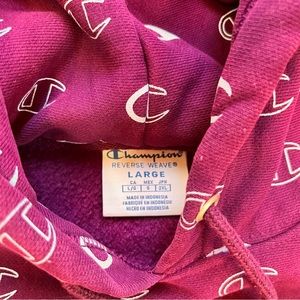 Champion
REVERSE WEAVE®
LARGE
CA MEX JPN
L/G G 2XL
MADE IN INDONESIA
FABRIQUÉ EN INDONÉSIE
HECHO EN INDONESIA